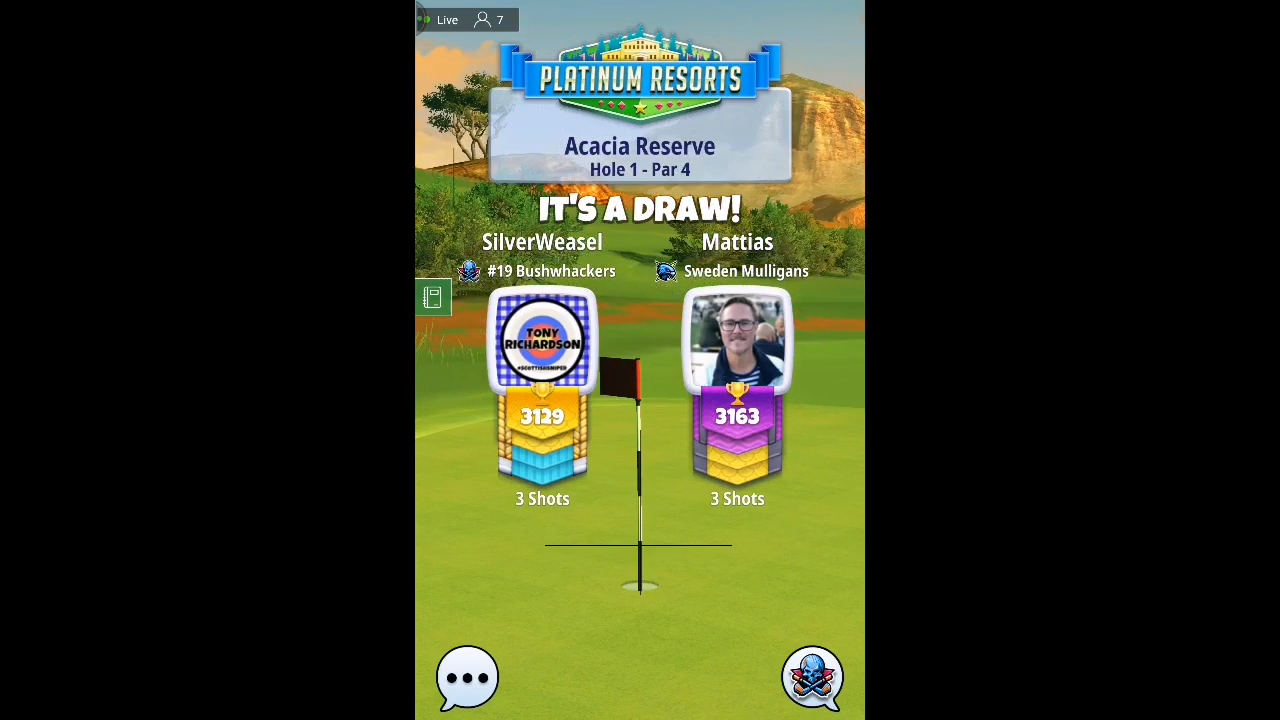 Live 7
PLATINUM RESORTS
Acacia Reserve
Hole 1 - Par 4
IT'S A DRAW!
SilverWeasel
Mattias
#19 Bushwhackers
Sweden Mulligans
TONY
RICHARDSON
#SCOTTISHSNIPER
3129
3163
3 Shots
3 Shots